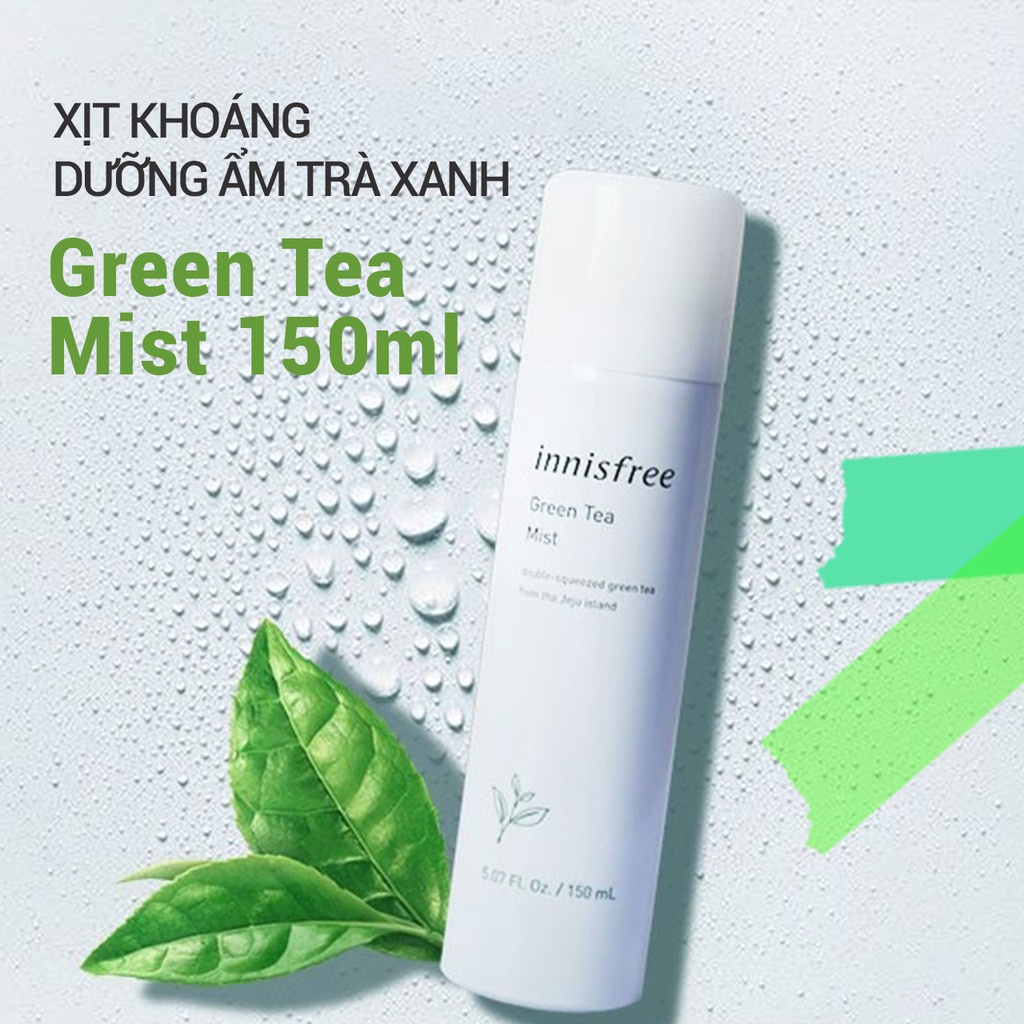 XỊT KHOÁNG
DƯỠNG ẨM TRÀ XANH
Green Tea
Mist 150ml
innisfree
Green Tea
Mist
double-squeezed green tea
from the Jeju island
5.07 FL. Oz. / 150 mL